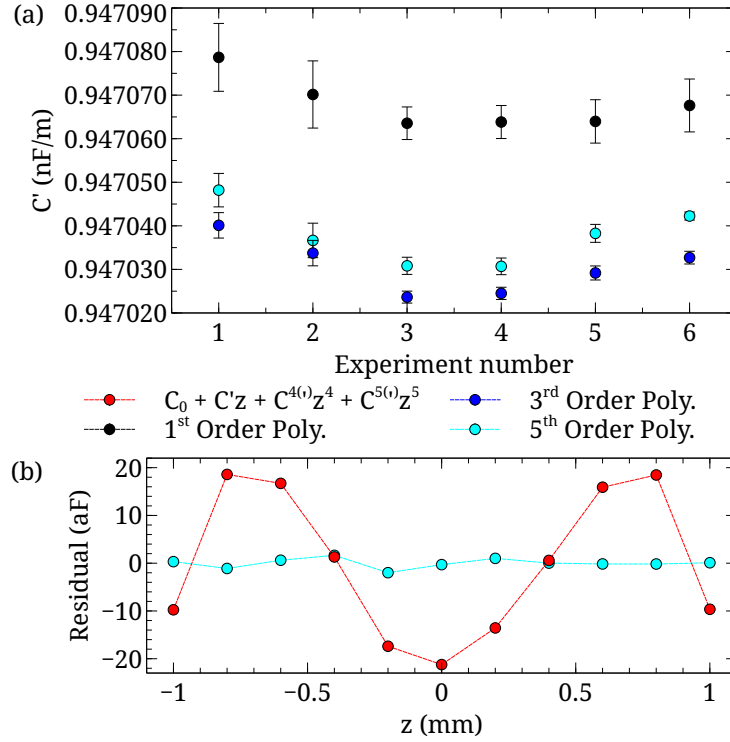 (a)
0.947090
0.947080
0.947070
0.947060
0.947050
0.947040
0.947030
0.947020
C' (nF/m)
1 2 3 4 5 6
Experiment number
C₀ + C'z + C⁴⁽'⁾z⁴ + C⁵⁽'⁾z⁵
3ʳᵈ Order Poly.
1ˢᵗ Order Poly.
5ᵗʰ Order Poly.
(b)
20
10
0
−10
−20
Residual (aF)
−1 −0.5 0 0.5 1
z (mm)